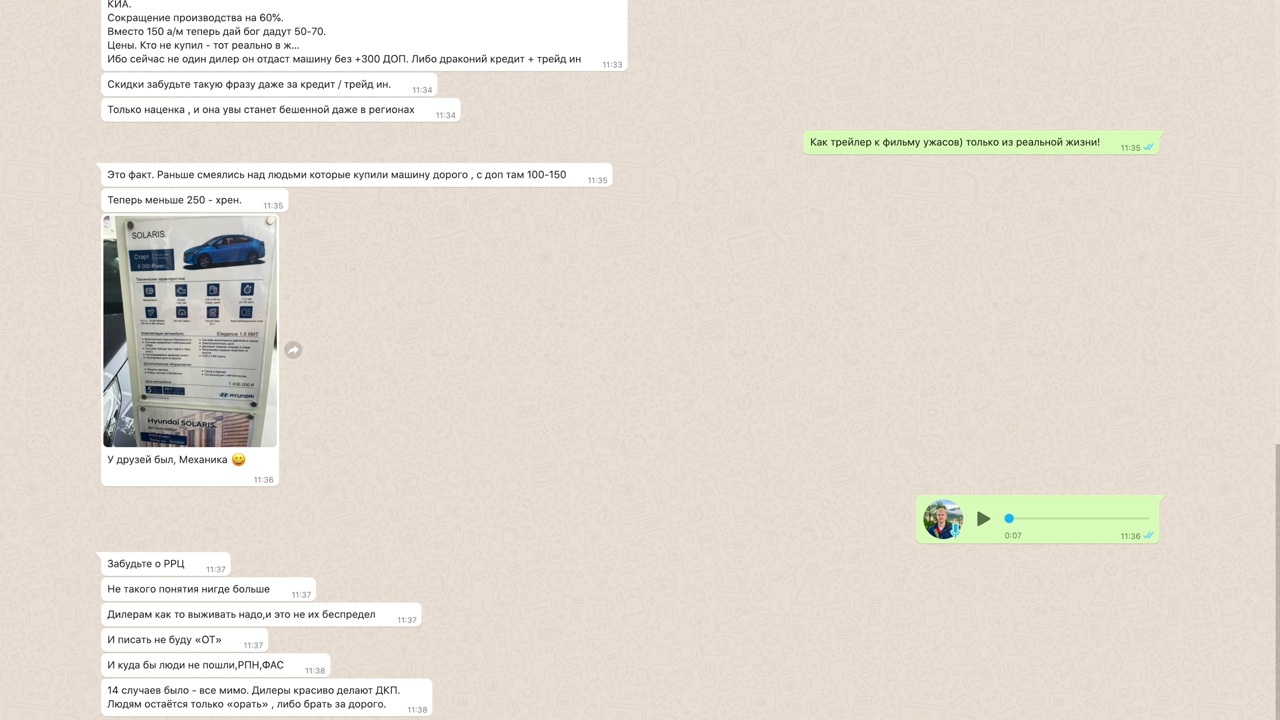 КИА.
Сокращение производства на 60%.
Вместо 150 а/м теперь дай бог дадут 50-70.
Цены. Кто не купил - тот реально в ж...
Ибо сейчас не один дилер он отдаст машину без +300 ДОП. Либо драконий кредит + трейд ин
11:33
Скидки забудьте такую фразу даже за кредит / трейд ин.
11:34
Только наценка , и она увы станет бешенной даже в регионах
11:34
Как трейлер к фильму ужасов) только из реальной жизни!
11:35
Это факт. Раньше смеялись над людьми которые купили машину дорого , с доп там 100-150
11:35
Теперь меньше 250 - хрен.
11:35
SOLARIS.
Старт
Elegance 1.6 6MT
1 436 000 ₽
HYUNDAI
Hyundai SOLARIS.
У друзей был, Механика 😀
11:36
0:07
11:36
Забудьте о РРЦ
11:37
Не такого понятия нигде больше
11:37
Дилерам как то выживать надо,и это не их беспредел
11:37
И писать не буду «ОТ»
11:37
И куда бы люди не пошли,РПН,ФАС
11:38
14 случаев было - все мимо. Дилеры красиво делают ДКП.
Людям остаётся только «орать» , либо брать за дорого.
11:38